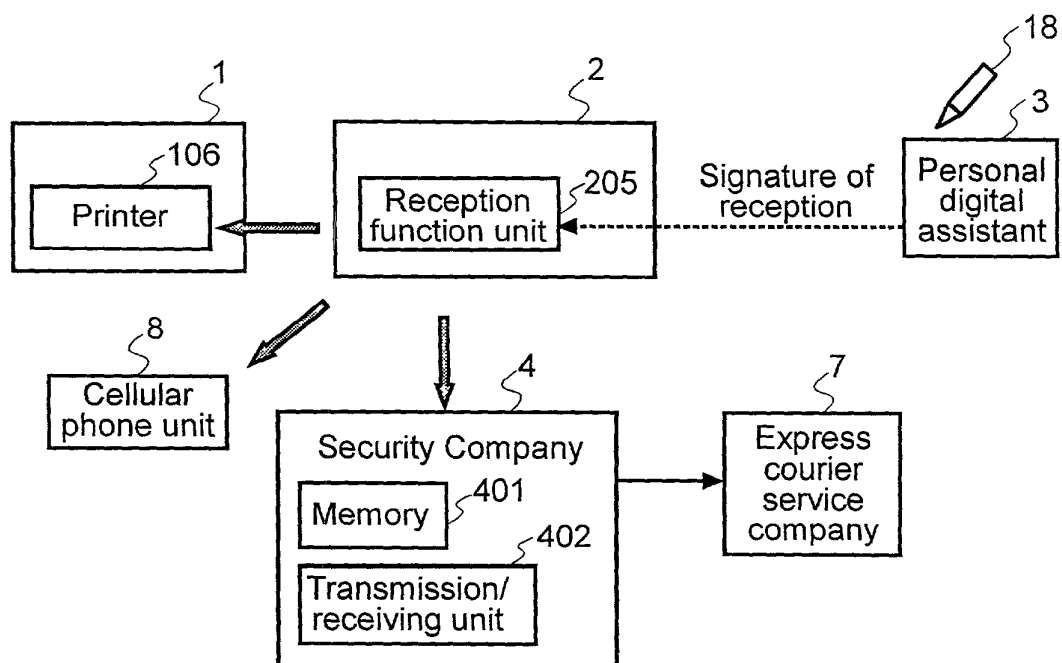 18
1
2
3
106
Printer
Reception
function unit
205
Signature of
reception
Personal
digital
assistant
8
Cellular
phone unit
4
Security Company
Memory
401
402
Transmission/
receiving unit
7
Express
courier
service
company